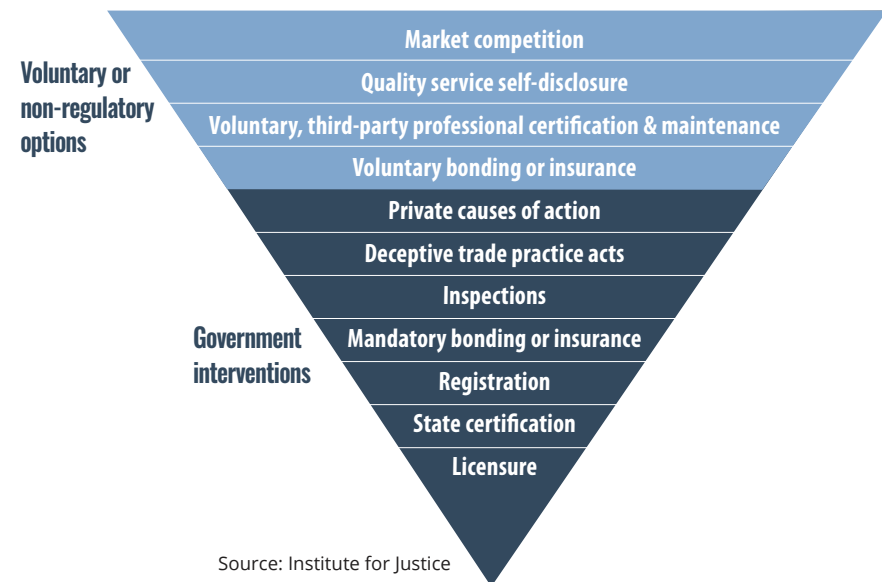 Market competition
Voluntary or
non-regulatory
options
Quality service self-disclosure
Voluntary, third-party professional certification & maintenance
Voluntary bonding or insurance
Private causes of action
Deceptive trade practice acts
Inspections
Government
interventions
Mandatory bonding or insurance
Registration
State certification
Licensure
Source: Institute for Justice